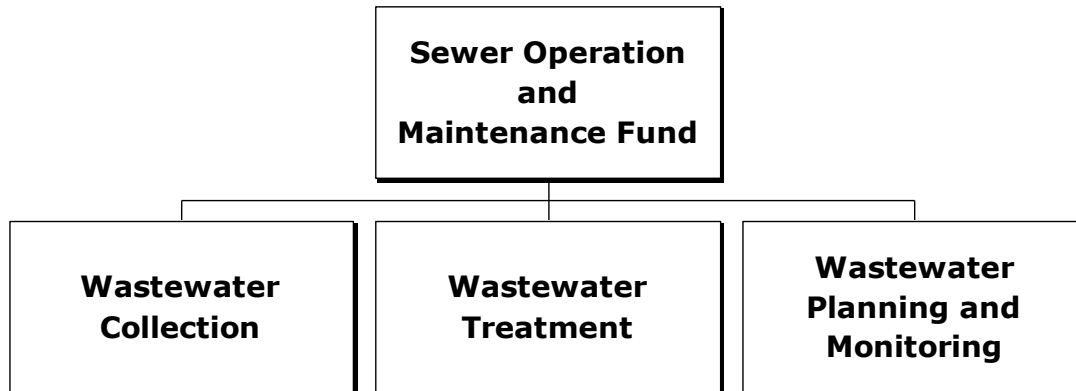 Sewer Operation
and
Maintenance Fund
Wastewater
Collection
Wastewater
Treatment
Wastewater
Planning and
Monitoring